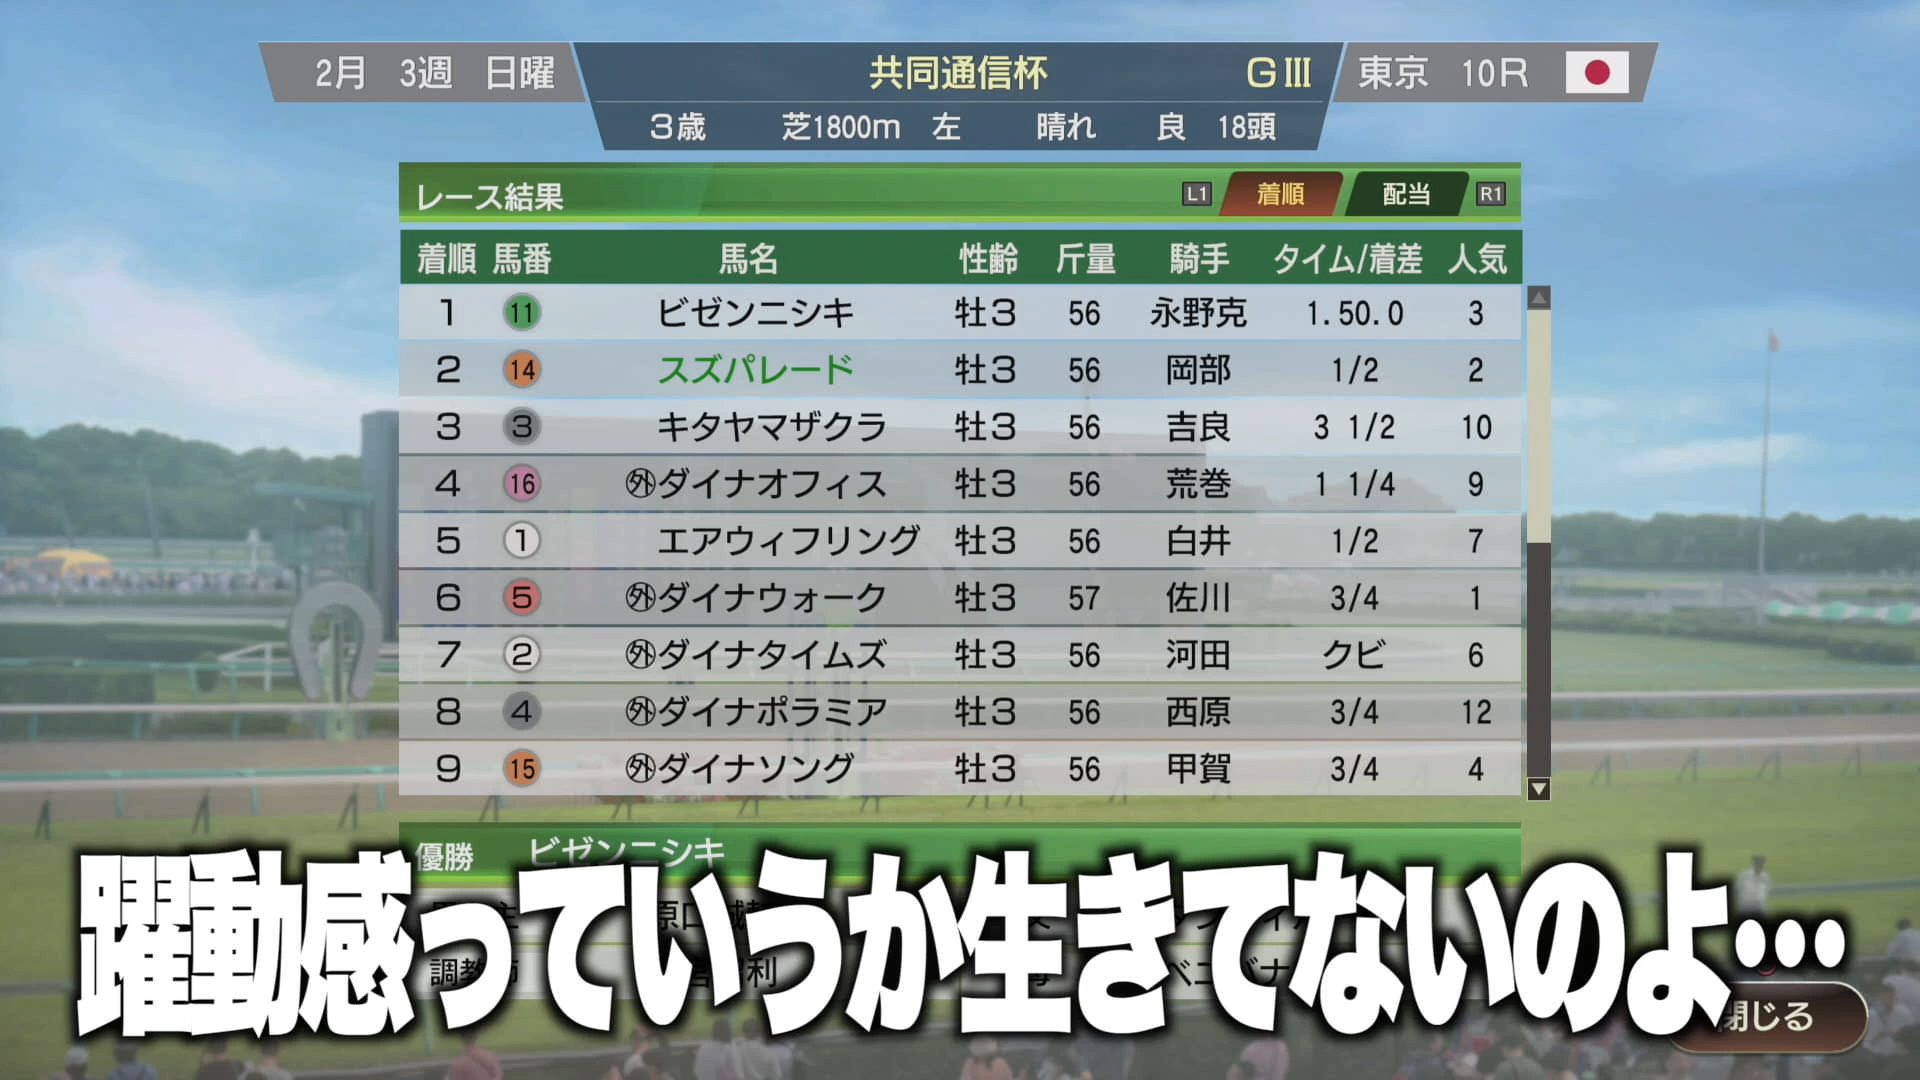 2月 3週 日曜 共同通信杯 GⅢ 東京 10R
3歳 芝1800m 左 晴れ 良 18頭
レース結果 L1 着順 配当 R1
着順 馬番 馬名 性齢 斤量 騎手 タイム/着差 人気
1 11 ビゼンニシキ 牡3 56 永野克 1.50.0 3
2 14 スズパレード 牡3 56 岡部 1/2 2
3 3 キタヤマザクラ 牡3 56 吉良 3 1/2 10
4 16 外ダイナオフィス 牡3 56 荒巻 1 1/4 9
5 1 エアウィフリング 牡3 56 白井 1/2 7
6 5 外ダイナウォーク 牡3 57 佐川 3/4 1
7 2 外ダイナタイムズ 牡3 56 河田 クビ 6
8 4 外ダイナポラミア 牡3 56 西原 3/4 12
9 15 外ダイナソング 牡3 56 甲賀 3/4 4
優勝 ビゼンニシキ
躍動感っていうか生きてないのよ…
閉じる